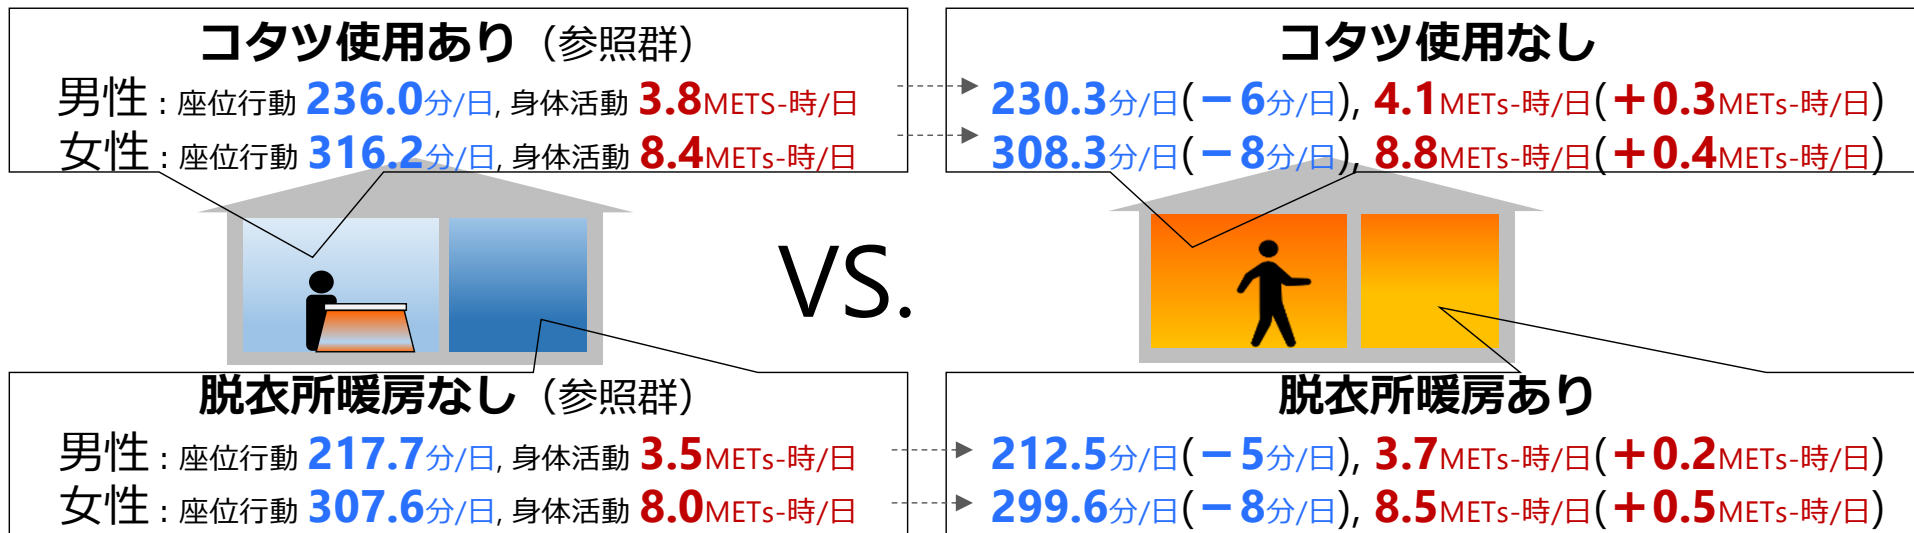 コタツ使用あり（参照群）
男性：座位行動 236.0分/日, 身体活動 3.8METS-時/日
女性：座位行動 316.2分/日, 身体活動 8.4METs-時/日
コタツ使用なし
230.3分/日(－6分/日), 4.1METs-時/日(＋0.3METs-時/日)
308.3分/日(－8分/日), 8.8METs-時/日(＋0.4METs-時/日)
VS.
脱衣所暖房なし（参照群）
男性：座位行動 217.7分/日, 身体活動 3.5METs-時/日
女性：座位行動 307.6分/日, 身体活動 8.0METs-時/日
脱衣所暖房あり
212.5分/日(－5分/日), 3.7METs-時/日(＋0.2METs-時/日)
299.6分/日(－8分/日), 8.5METs-時/日(＋0.5METs-時/日)